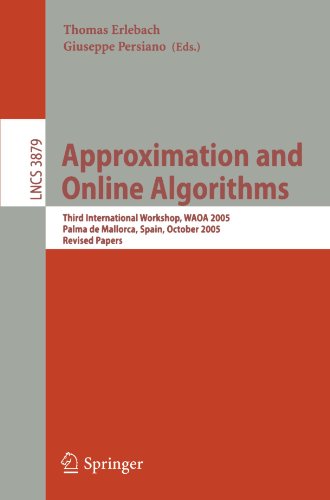 Thomas Erlebach
Giuseppe Persiano (Eds.)
LNCS 3879
Approximation and
Online Algorithms
Third International Workshop, WAOA 2005
Palma de Mallorca, Spain, October 2005
Revised Papers
Springer